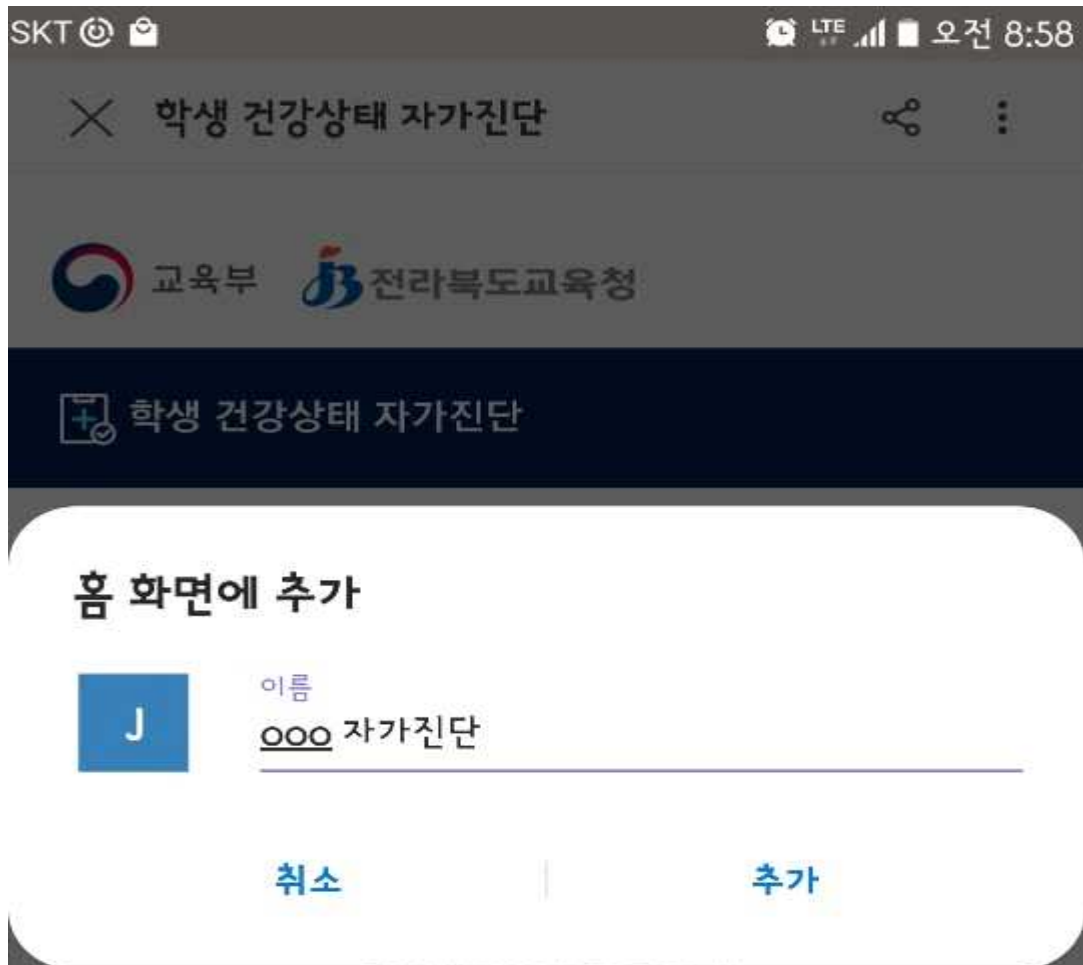 SKT LTE 오전 8:58
학생 건강상태 자가진단
교육부 JB 전라북도교육청
학생 건강상태 자가진단
홈 화면에 추가
이름
J ooo 자가진단
취소 추가